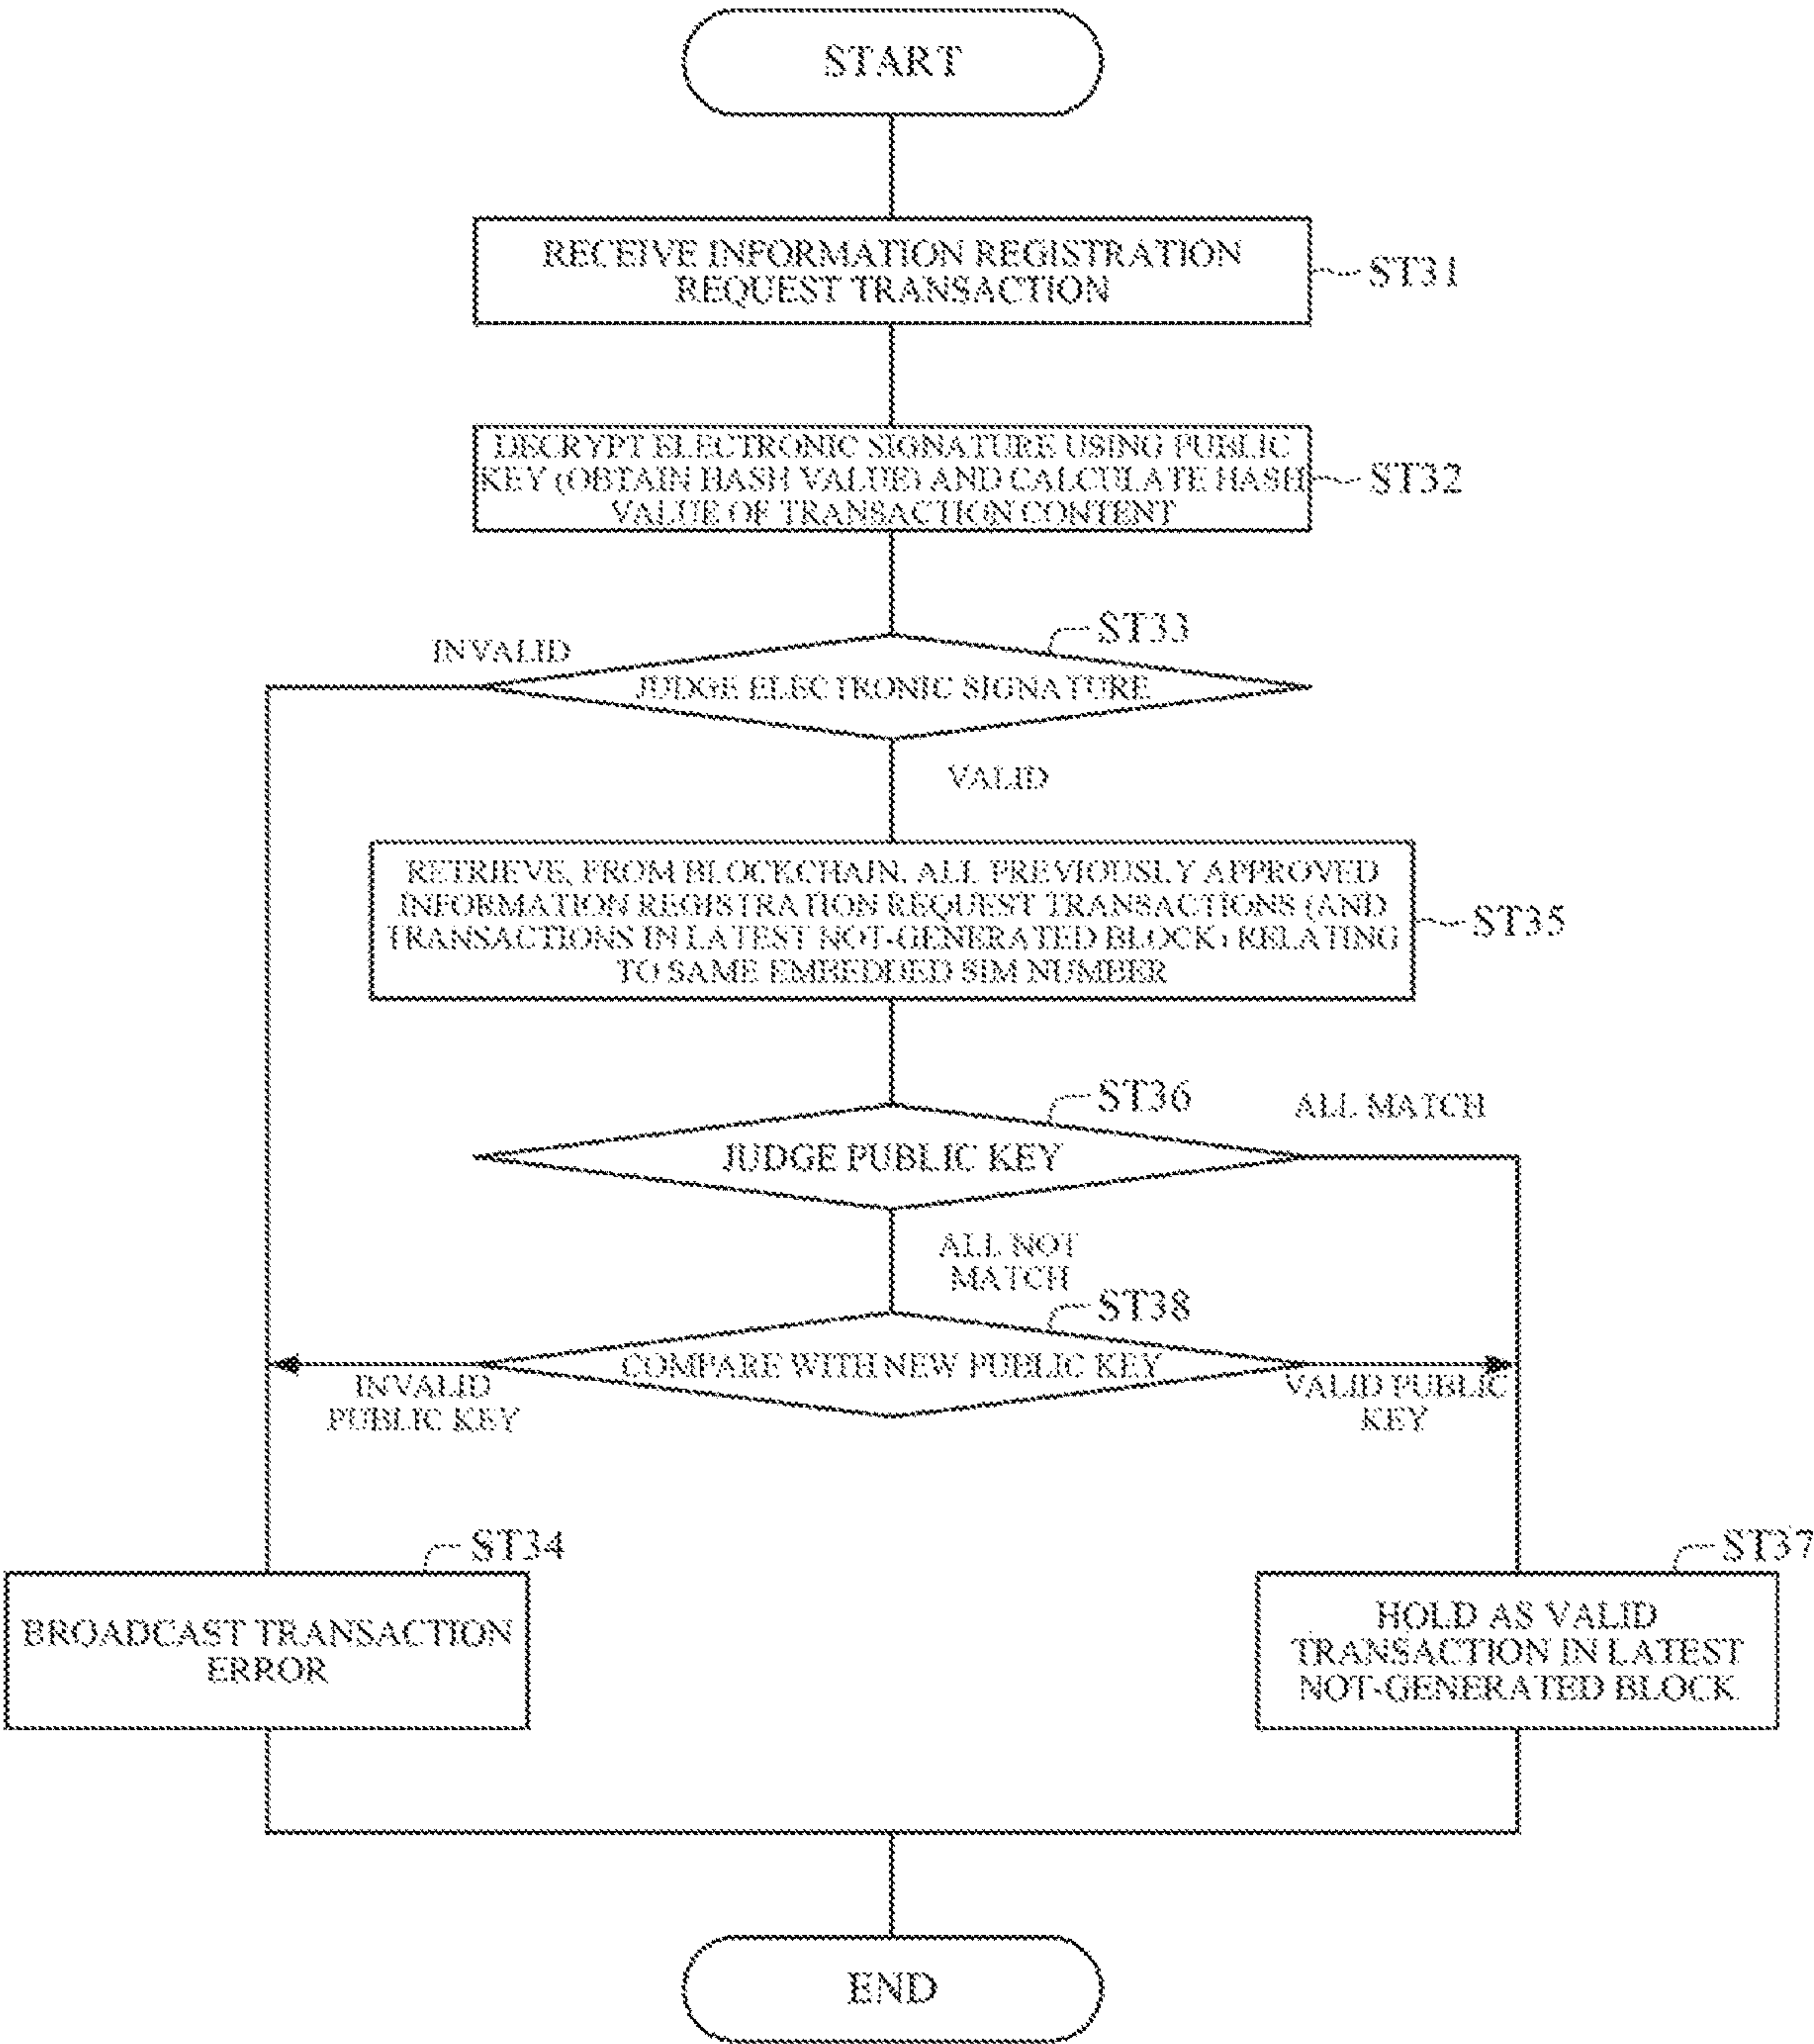 START
RECEIVE INFORMATION REGISTRATION
REQUEST TRANSACTION
ST31
DECRYPT ELECTRONIC SIGNATURE USING PUBLIC
KEY (OBTAIN HASH VALUE) AND CALCULATE HASH
VALUE OF TRANSACTION CONTENT
ST32
ST33
INVALID
JUDGE ELECTRONIC SIGNATURE
VALID
RETRIEVE, FROM BLOCKCHAIN, ALL PREVIOUSLY APPROVED
INFORMATION REGISTRATION REQUEST TRANSACTIONS (AND
TRANSACTIONS IN LATEST NOT-GENERATED BLOCK) RELATING
TO SAME EMBEDDED SIM NUMBER
ST35
ST36
ALL MATCH
JUDGE PUBLIC KEY
ALL NOT
MATCH
ST38
COMPARE WITH NEW PUBLIC KEY
INVALID
PUBLIC KEY
VALID PUBLIC
KEY
ST34
BROADCAST TRANSACTION
ERROR
ST37
HOLD AS VALID
TRANSACTION IN LATEST
NOT-GENERATED BLOCK
END